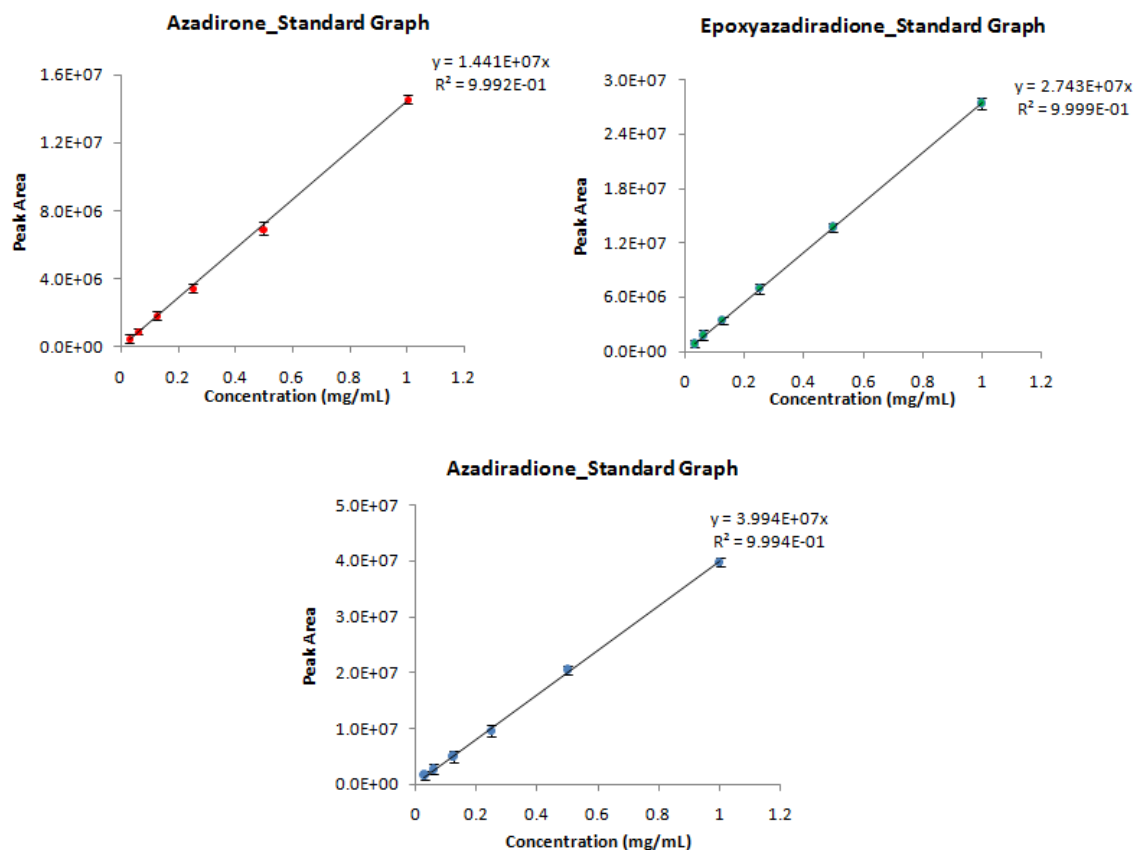 Azadirone_Standard Graph
y = 1.441E+07x
R² = 9.992E-01
1.6E+07
1.2E+07
8.0E+06
4.0E+06
0.0E+00
Peak Area
0 0.2 0.4 0.6 0.8 1 1.2
Concentration (mg/mL)
Epoxyazadiradione_Standard Graph
y = 2.743E+07x
R² = 9.999E-01
3.0E+07
2.4E+07
1.8E+07
1.2E+07
6.0E+06
0.0E+00
Peak Area
0 0.2 0.4 0.6 0.8 1 1.2
Concentration (mg/mL)
Azadiradione_Standard Graph
y = 3.994E+07x
R² = 9.994E-01
5.0E+07
4.0E+07
3.0E+07
2.0E+07
1.0E+07
0.0E+00
Peak Area
0 0.2 0.4 0.6 0.8 1 1.2
Concentration (mg/mL)